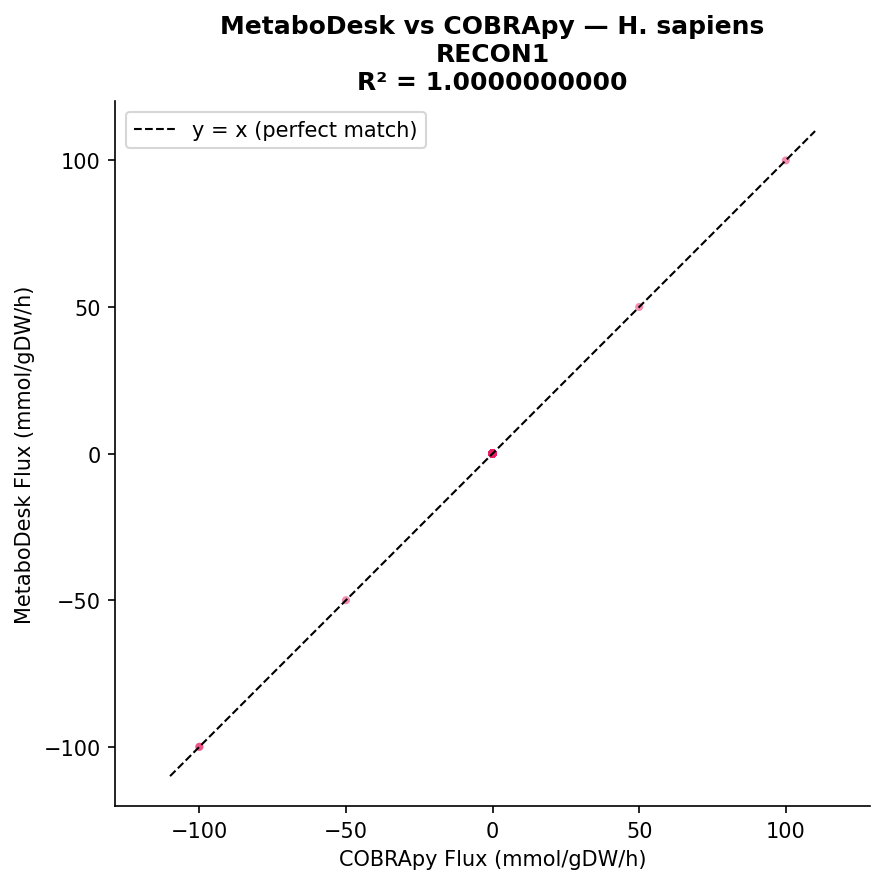 MetaboDesk vs COBRApy — H. sapiens
RECON1
R² = 1.0000000000
y = x (perfect match)
100
50
0
−50
−100
MetaboDesk Flux (mmol/gDW/h)
−100 −50 0 50 100
COBRApy Flux (mmol/gDW/h)